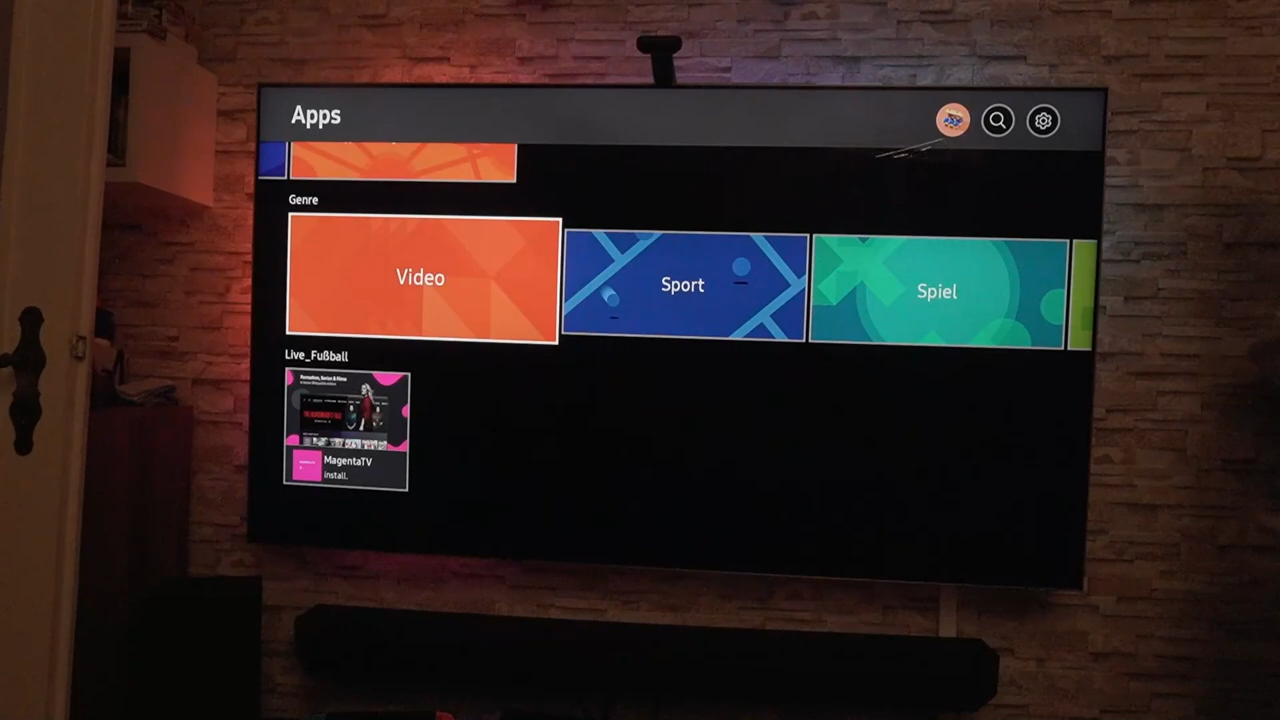 Apps
Genre
Video
Sport
Spiel
Live_Fußball
MagentaTV
install.